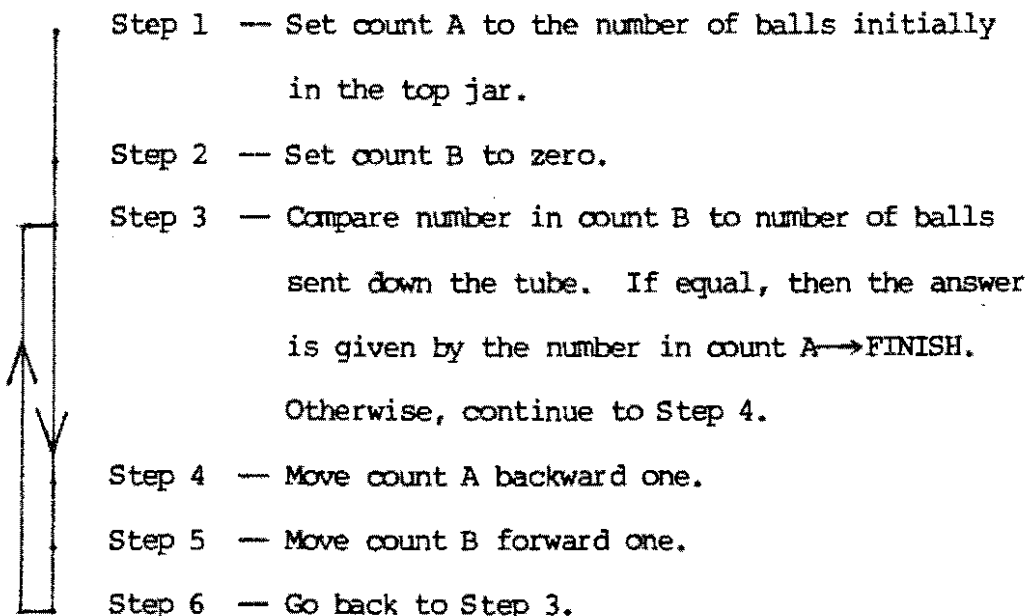 Step 1 — Set count A to the number of balls initially
in the top jar.
Step 2 — Set count B to zero.
Step 3 — Compare number in count B to number of balls
sent down the tube. If equal, then the answer
is given by the number in count A→FINISH.
Otherwise, continue to Step 4.
Step 4 — Move count A backward one.
Step 5 — Move count B forward one.
Step 6 — Go back to Step 3.